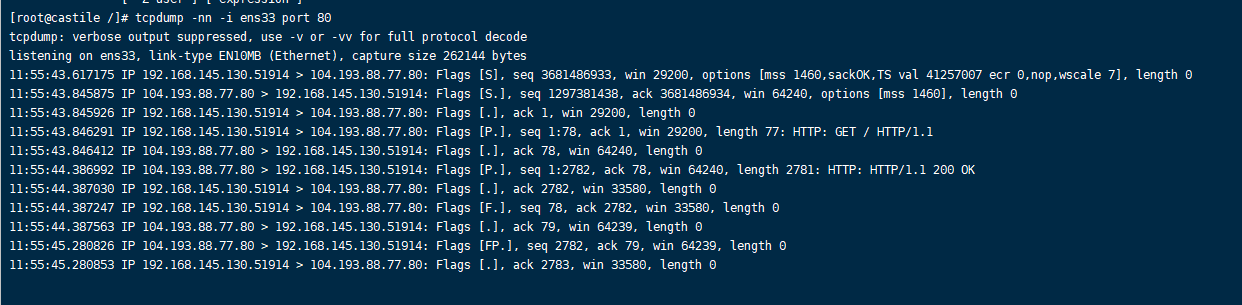 [root@castile /]# tcpdump -nn -i ens33 port 80
tcpdump: verbose output suppressed, use -v or -vv for full protocol decode
listening on ens33, link-type EN10MB (Ethernet), capture size 262144 bytes
11:55:43.617175 IP 192.168.145.130.51914 > 104.193.88.77.80: Flags [S], seq 3681486933, win 29200, options [mss 1460,sackOK,TS val 41257007 ecr 0,nop,wscale 7], length 0
11:55:43.845875 IP 104.193.88.77.80 > 192.168.145.130.51914: Flags [S.], seq 1297381438, ack 3681486934, win 64240, options [mss 1460], length 0
11:55:43.845926 IP 192.168.145.130.51914 > 104.193.88.77.80: Flags [.], ack 1, win 29200, length 0
11:55:43.846291 IP 192.168.145.130.51914 > 104.193.88.77.80: Flags [P.], seq 1:78, ack 1, win 29200, length 77: HTTP: GET / HTTP/1.1
11:55:43.846412 IP 104.193.88.77.80 > 192.168.145.130.51914: Flags [.], ack 78, win 64240, length 0
11:55:44.386992 IP 104.193.88.77.80 > 192.168.145.130.51914: Flags [P.], seq 1:2782, ack 78, win 64240, length 2781: HTTP: HTTP/1.1 200 OK
11:55:44.387030 IP 192.168.145.130.51914 > 104.193.88.77.80: Flags [.], ack 2782, win 33580, length 0
11:55:44.387247 IP 192.168.145.130.51914 > 104.193.88.77.80: Flags [F.], seq 78, ack 2782, win 33580, length 0
11:55:44.387563 IP 104.193.88.77.80 > 192.168.145.130.51914: Flags [.], ack 79, win 64239, length 0
11:55:45.280826 IP 104.193.88.77.80 > 192.168.145.130.51914: Flags [FP.], seq 2782, ack 79, win 64239, length 0
11:55:45.280853 IP 192.168.145.130.51914 > 104.193.88.77.80: Flags [.], ack 2783, win 33580, length 0